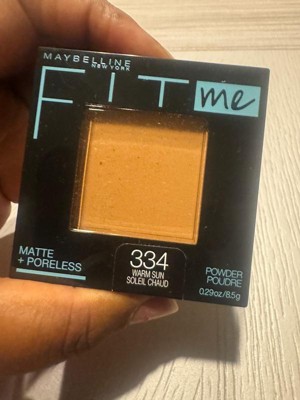 MAYBELLINE
NEW YORK
FIT me
MATTE
+ PORELESS
334
WARM SUN
SOLEIL CHAUD
POWDER
POUDRE
0.29oz/8.5g